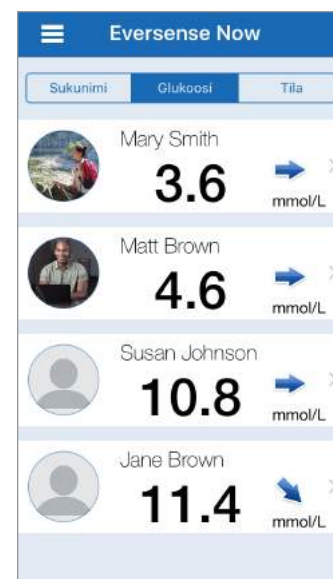 Eversense Now
Sukunimi Glukoosi Tila
Mary Smith
3.6
mmol/L
Matt Brown
4.6
mmol/L
Susan Johnson
10.8
mmol/L
Jane Brown
11.4
mmol/L